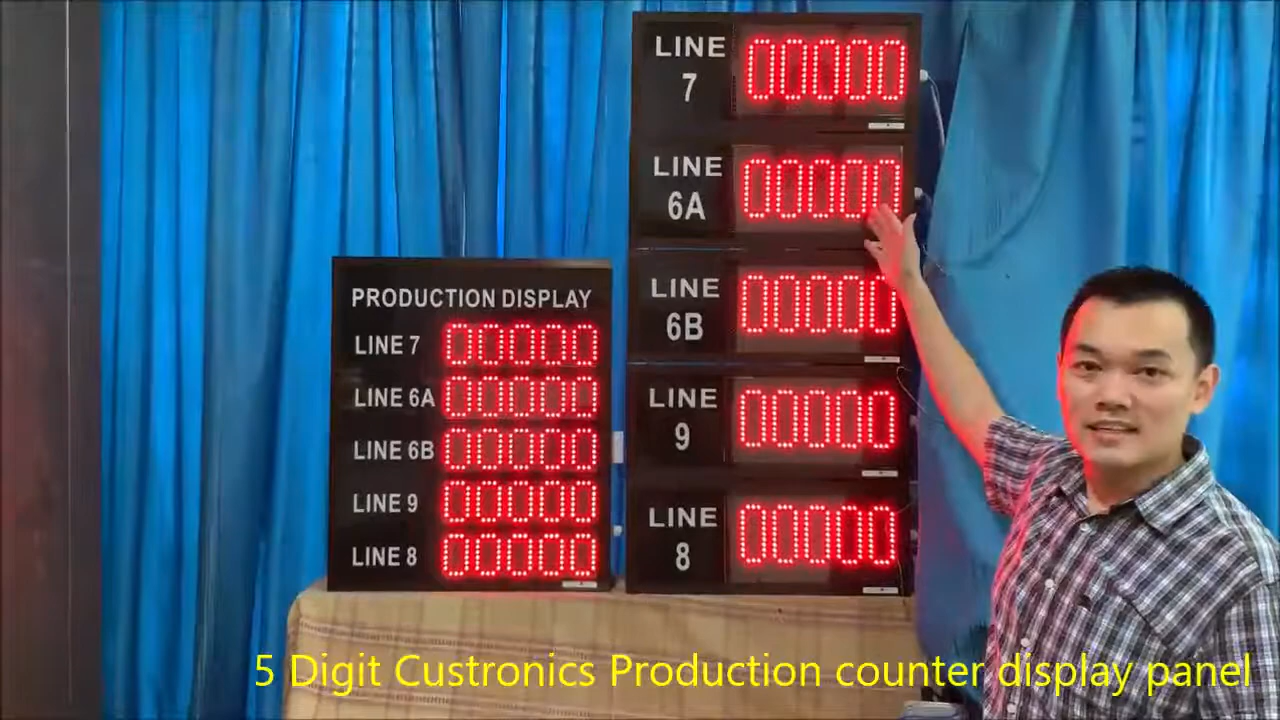 PRODUCTION DISPLAY
LINE 7 00000
LINE 6A 00000
LINE 6B 00000
LINE 9 00000
LINE 8 00000
LINE
7
00000
LINE
6A
00000
LINE
6B
00000
LINE
9
00000
LINE
8
00000
5 Digit Custronics Production counter display panel